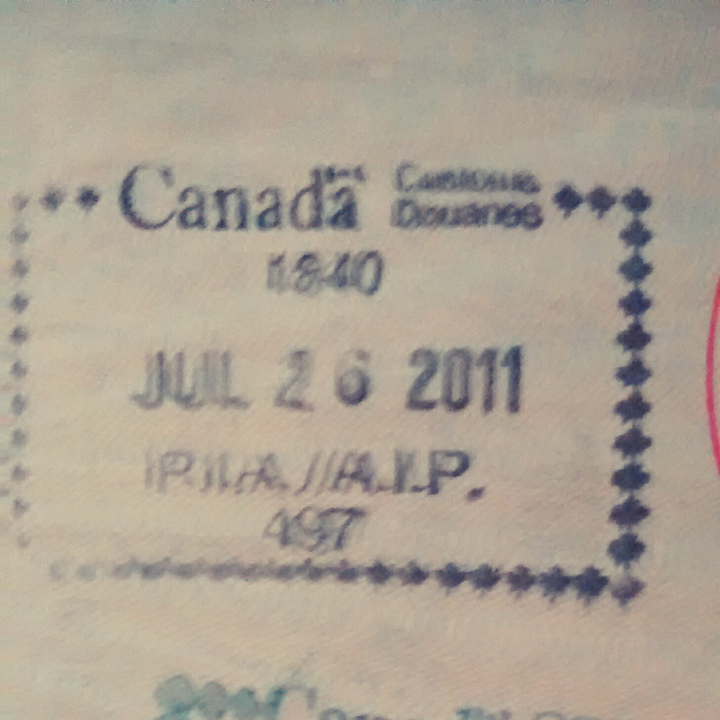 Canada Customs
Douanes
1840
JUL 26 2011
P.I.A. // A.I.P.
497